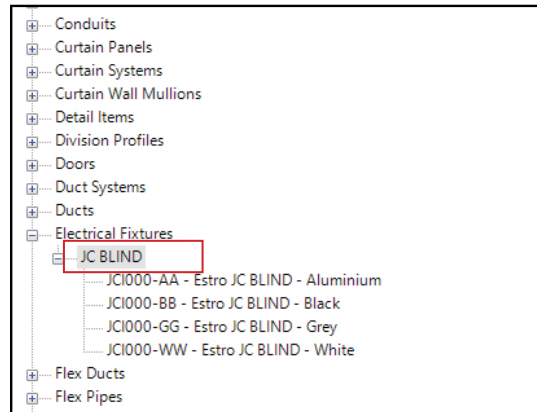 Conduits
Curtain Panels
Curtain Systems
Curtain Wall Mullions
Detail Items
Division Profiles
Doors
Duct Systems
Ducts
Electrical Fixtures
JC BLIND
JCI000-AA - Estro JC BLIND - Aluminium
JCI000-BB - Estro JC BLIND - Black
JCI000-GG - Estro JC BLIND - Grey
JCI000-WW - Estro JC BLIND - White
Flex Ducts
Flex Pipes